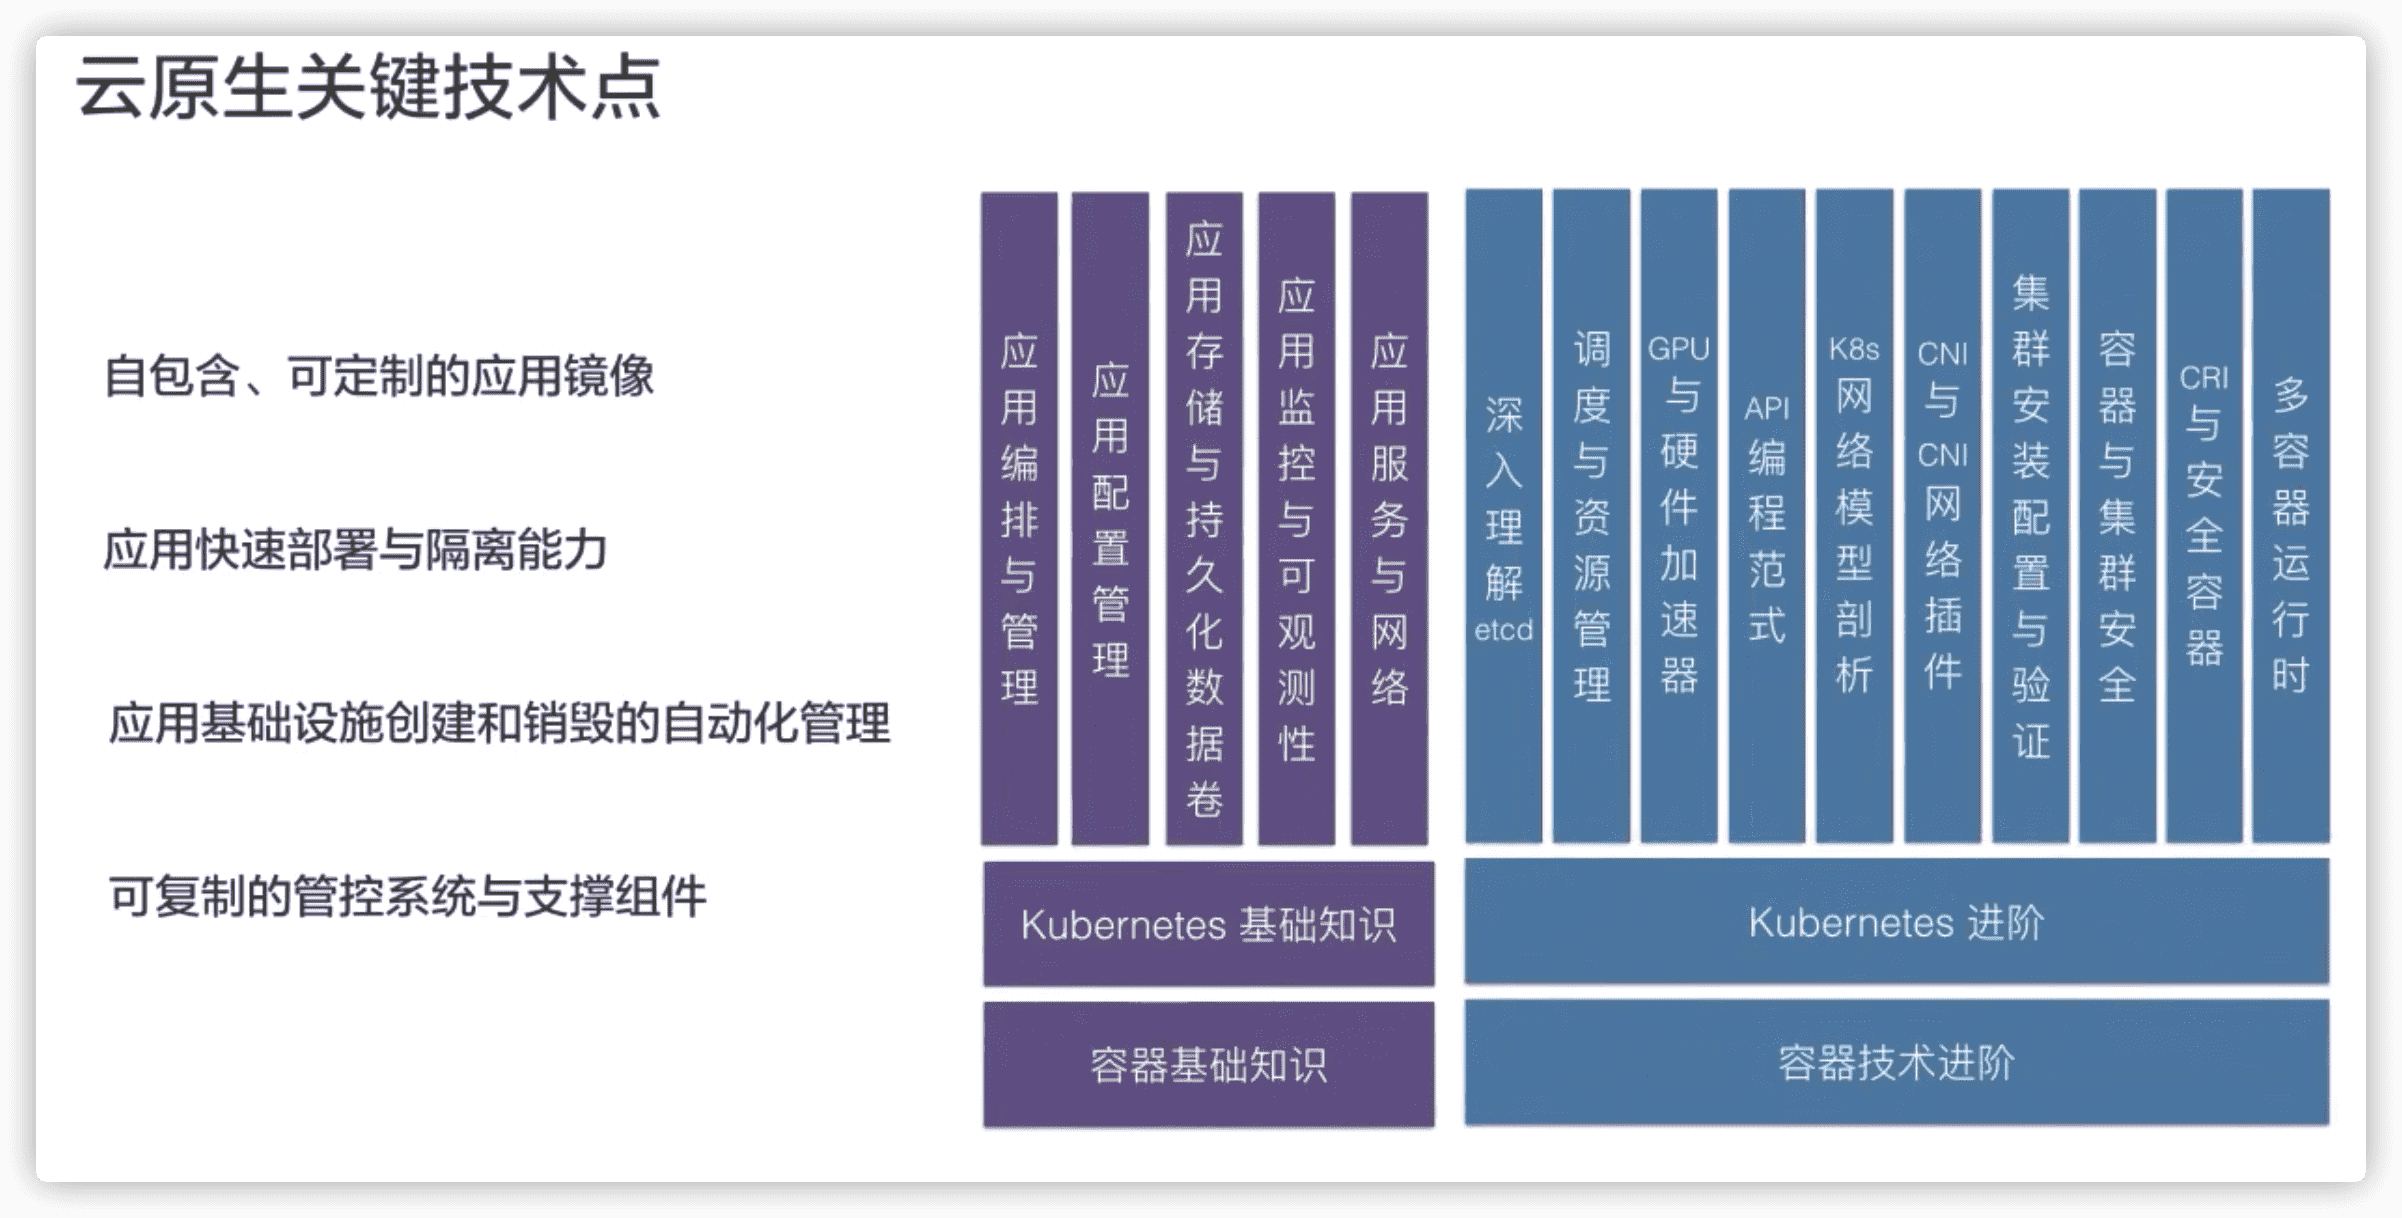 云原生关键技术点
自包含、可定制的应用镜像
应用快速部署与隔离能力
应用基础设施创建和销毁的自动化管理
可复制的管控系统与支撑组件
应用编排与管理
应用配置管理
应用存储与持久化数据卷
应用监控与可观测性
应用服务与网络
Kubernetes 基础知识
容器基础知识
深入理解etcd
调度与资源管理
GPU与硬件加速器
API编程范式
K8s网络模型剖析
CNI与CNI网络插件
集群安装配置与验证
容器与集群安全
CRI与安全容器
多容器运行时
Kubernetes 进阶
容器技术进阶